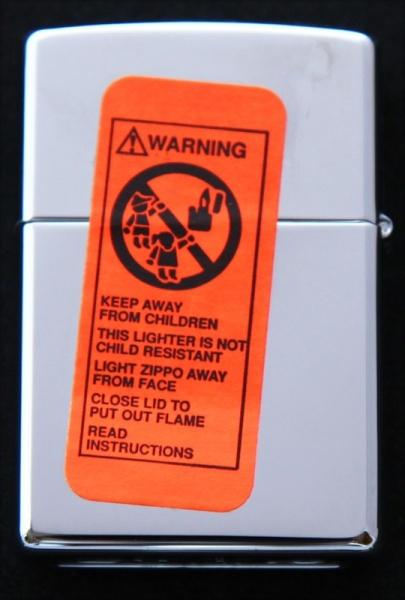 WARNING
KEEP AWAY
FROM CHILDREN
THIS LIGHTER IS NOT
CHILD RESISTANT
LIGHT ZIPPO AWAY
FROM FACE
CLOSE LID TO
PUT OUT FLAME
READ
INSTRUCTIONS